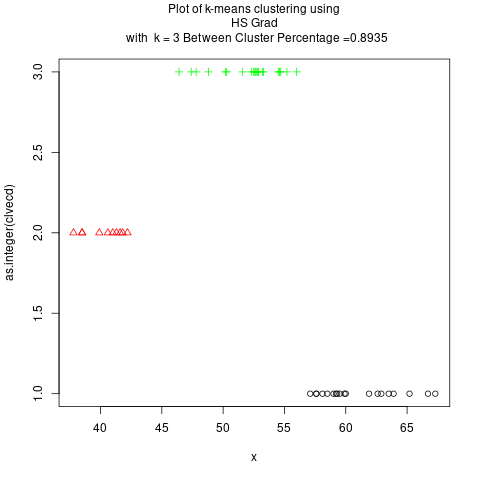 Plot of k-means clustering using
HS Grad
with k = 3 Between Cluster Percentage =0.8935
as.integer(clvecd)
3.0
2.5
2.0
1.5
1.0
40 45 50 55 60 65
x